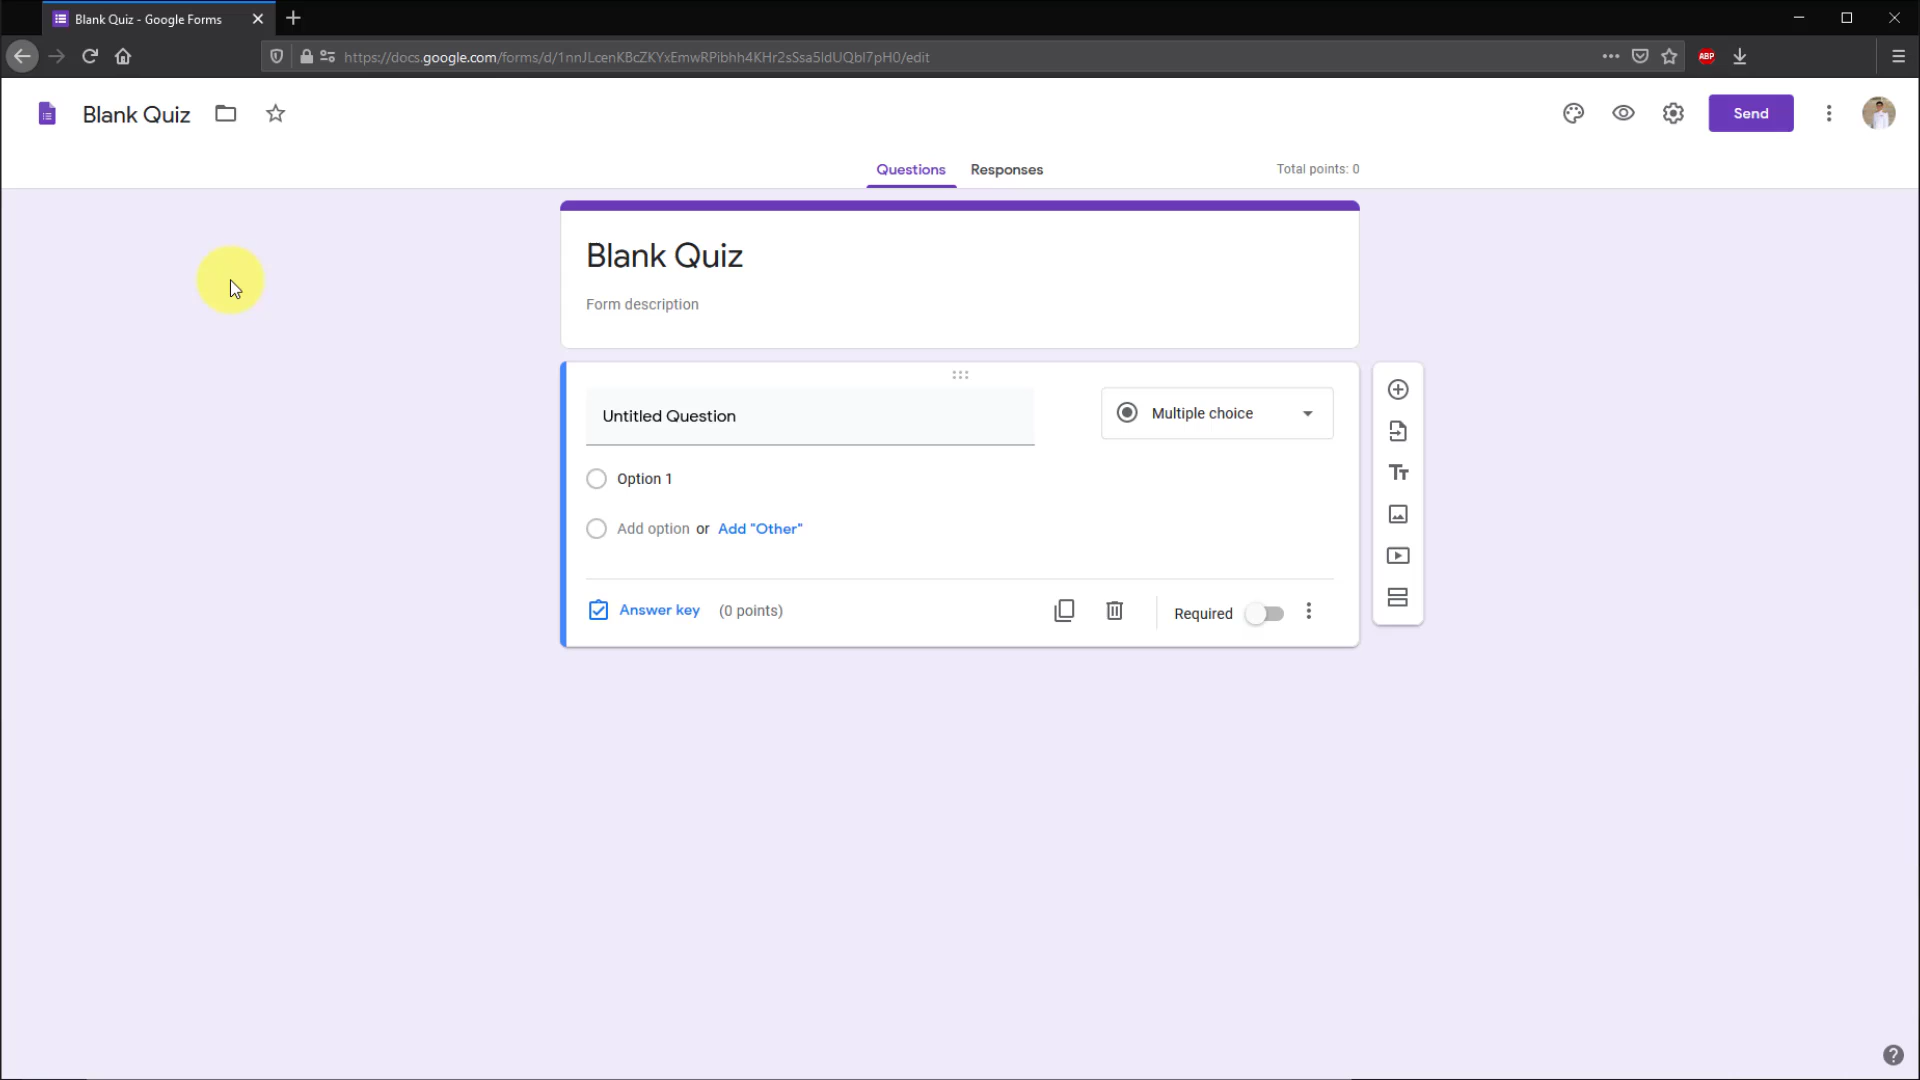 Blank Quiz - Google Forms
https://docs.google.com/forms/d/1nnJLcenKBcZKYxEmwRPibhh4KHr2sSsa5ldUQbl7pH0/edit
ABP
Blank Quiz
Send
Questions Responses Total points: 0
Blank Quiz
Form description
Untitled Question
Multiple choice
Option 1
Add option or Add "Other"
Answer key (0 points)
Required